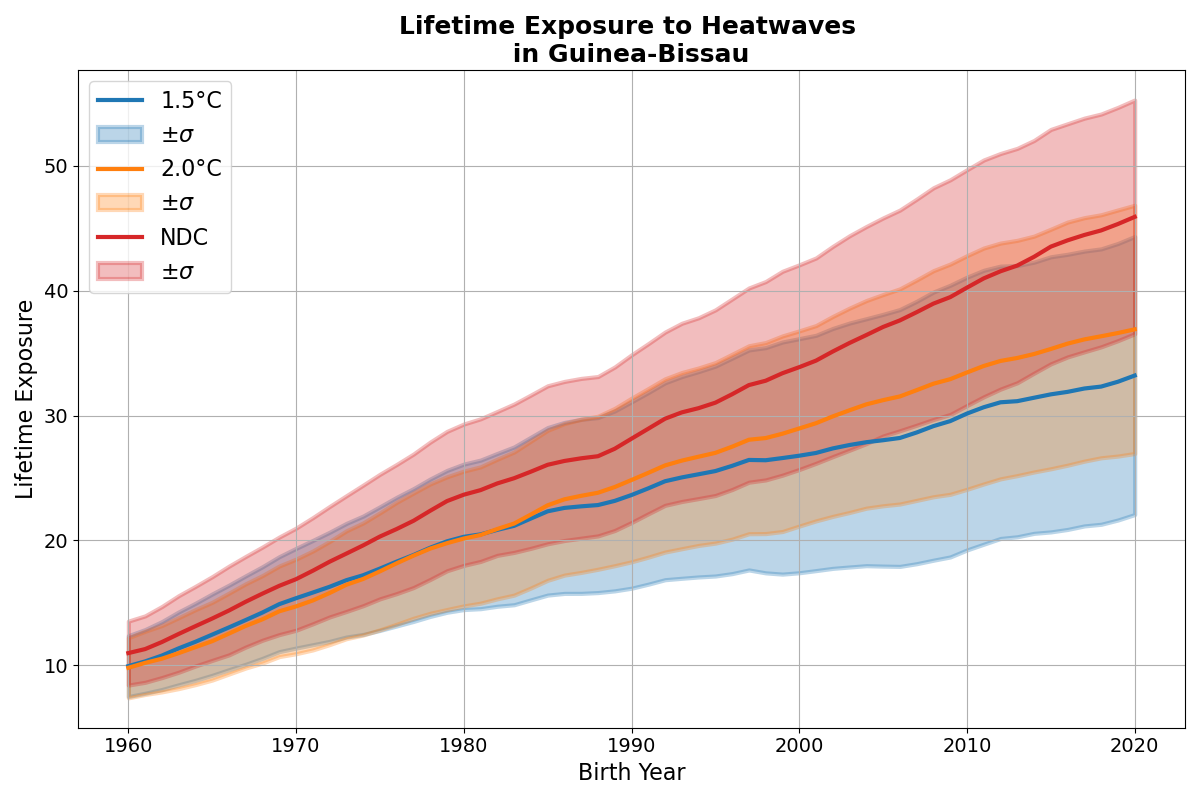 Lifetime Exposure to Heatwaves
in Guinea-Bissau
1.5°C
±σ
2.0°C
±σ
NDC
±σ
Lifetime Exposure
50
40
30
20
10
1960
1970
1980
1990
2000
2010
2020
Birth Year